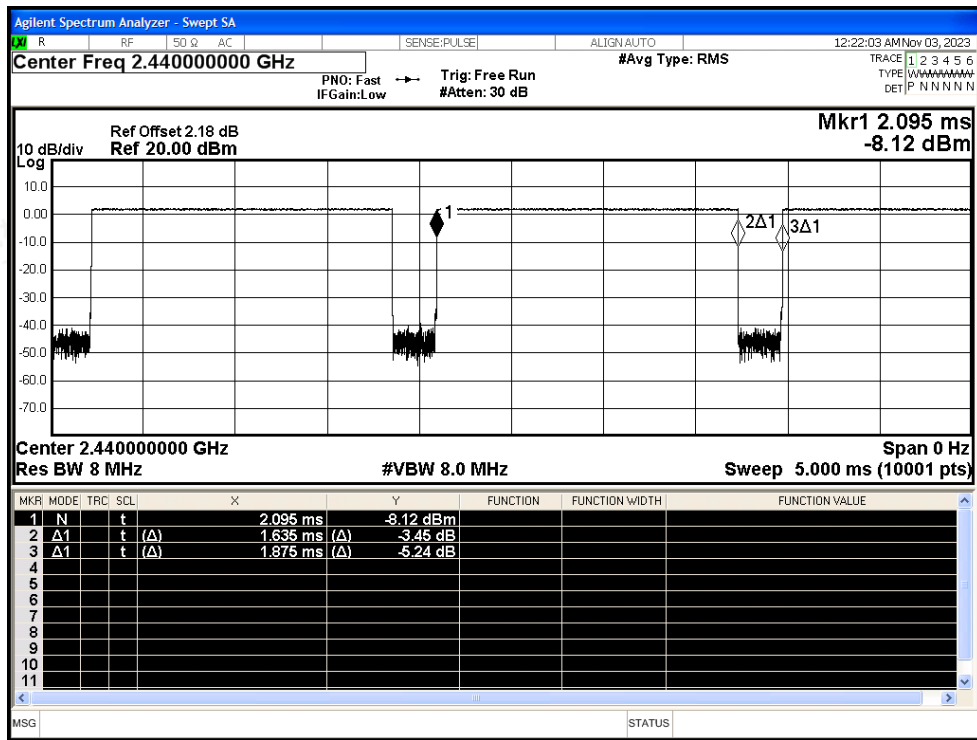 Agilent Spectrum Analyzer - Swept SA
LXI R RF 50 Ω AC SENSE:PULSE ALIGN AUTO 12:22:03 AM Nov 03, 2023
Center Freq 2.440000000 GHz #Avg Type: RMS TRACE 1 2 3 4 5 6
PNO: Fast Trig: Free Run TYPE WWWWWW
IFGain:Low #Atten: 30 dB DET P N N N N N
Mkr1 2.095 ms
-8.12 dBm
Ref Offset 2.18 dB
10 dB/div Ref 20.00 dBm
Log
10.0
0.00
-10.0
-20.0
-30.0
-40.0
-50.0
-60.0
-70.0
1
2Δ1
3Δ1
Center 2.440000000 GHz Span 0 Hz
Res BW 8 MHz #VBW 8.0 MHz Sweep 5.000 ms (10001 pts)
MKR MODE TRC SCL X Y FUNCTION FUNCTION WIDTH FUNCTION VALUE
1 N t 2.095 ms -8.12 dBm
2 Δ1 t (Δ) 1.635 ms (Δ) -3.45 dB
3 Δ1 t (Δ) 1.875 ms (Δ) -5.24 dB
4
5
6
7
8
9
10
11
MSG STATUS